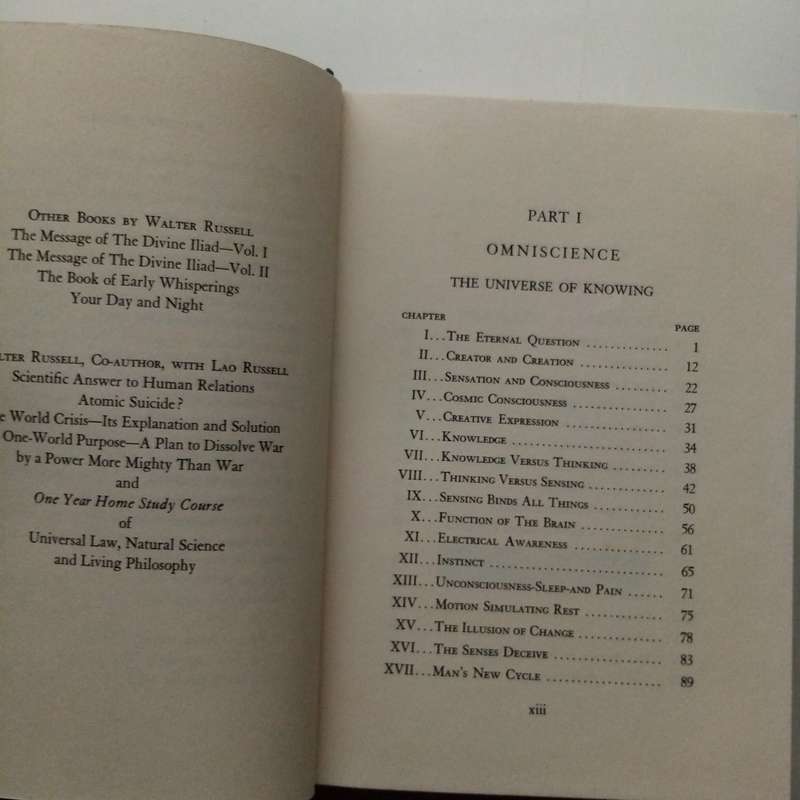 Other Books by Walter Russell
The Message of The Divine Iliad—Vol. I
The Message of The Divine Iliad—Vol. II
The Book of Early Whisperings
Your Day and Night
Russell, Co-author, with Lao Russell
Scientific Answer to Human Relations
Atomic Suicide?
World Crisis—Its Explanation and Solution
One-World Purpose—A Plan to Dissolve War
by a Power More Mighty Than War
and
One Year Home Study Course
of
Universal Law, Natural Science
and Living Philosophy
PART I
OMNISCIENCE
THE UNIVERSE OF KNOWING
CHAPTER PAGE
I...The Eternal Question .............. 1
II...Creator and Creation .............. 12
III...Sensation and Consciousness ......... 22
IV...Cosmic Consciousness .............. 27
V...Creative Expression .............. 31
VI...Knowledge ...................... 34
VII...Knowledge Versus Thinking ......... 38
VIII...Thinking Versus Sensing ............ 42
IX...Sensing Binds All Things ........... 50
X...Function of The Brain ............. 56
XI...Electrical Awareness .............. 61
XII...Instinct ......................... 65
XIII...Unconsciousness-Sleep-and Pain ...... 71
XIV...Motion Simulating Rest ............ 75
XV...The Illusion of Change ............. 78
XVI...The Senses Deceive ................ 83
XVII...Man's New Cycle .................. 89
xiii